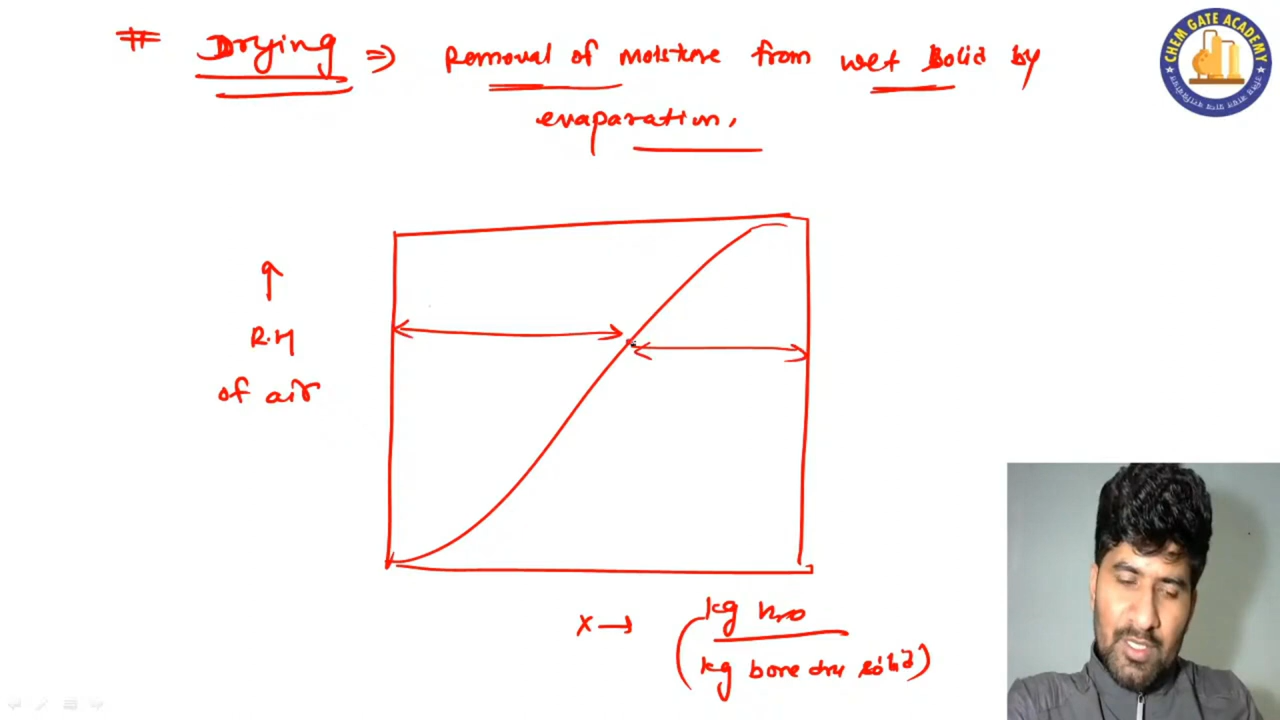 # Drying ⇒ Removal of moisture from wet solid by
evaparation.
CHEM GATE ACADEMY
↑
R.H
of air
X → (kg H2O
kg bone dry solid)